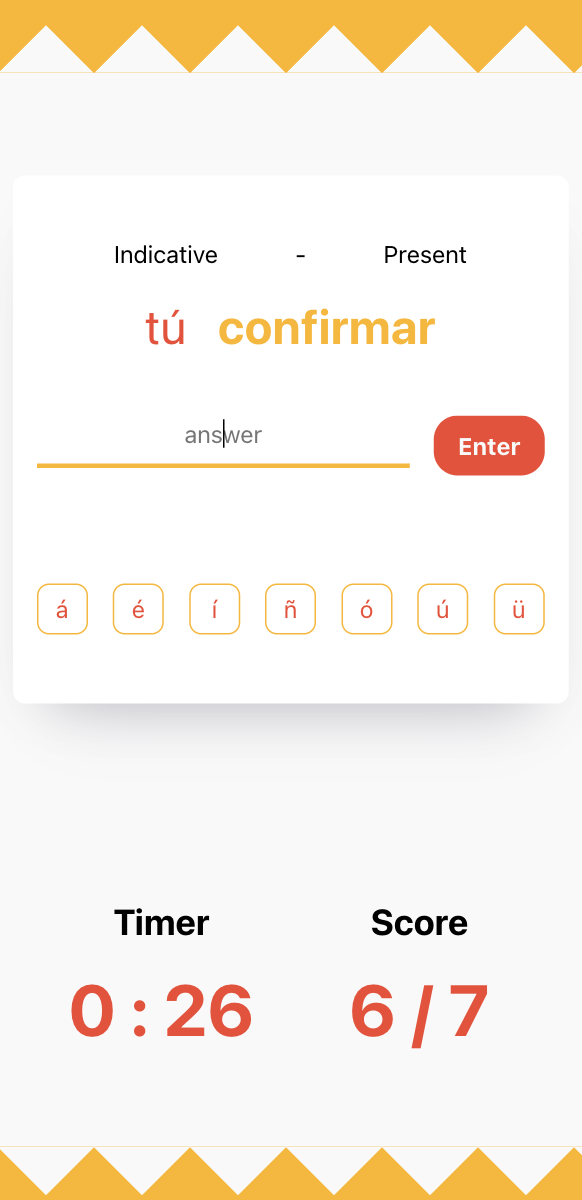 Indicative - Present
tú confirmar
answer Enter
á é í ñ ó ú ü
Timer Score
0 : 26 6 / 7